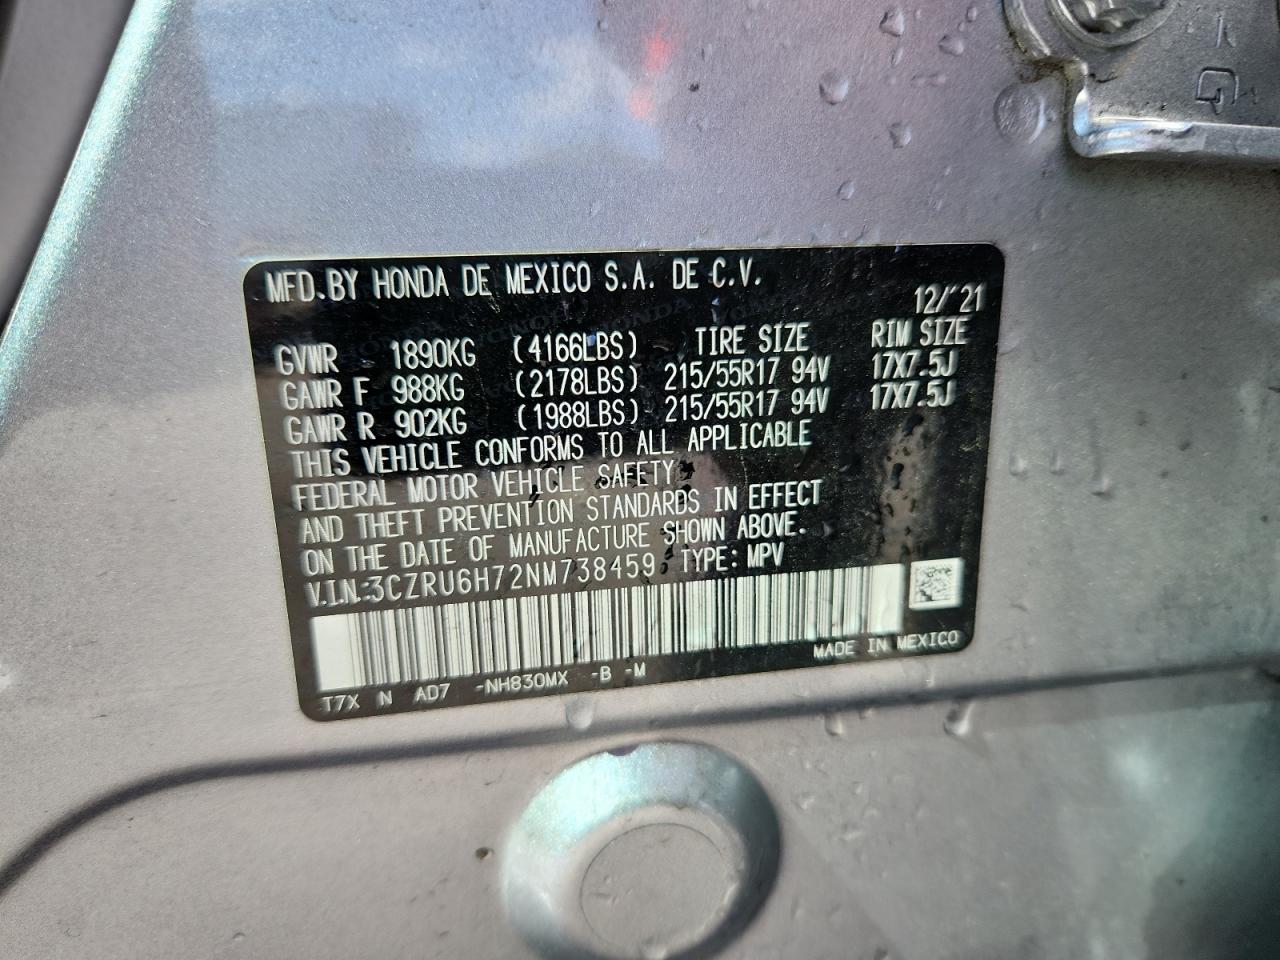 MFD. BY HONDA DE MEXICO S.A. DE C.V.
12/'21
GVWR 1890KG (4166LBS) TIRE SIZE RIM SIZE
GAWR F 988KG (2178LBS) 215/55R17 94V 17X7.5J
GAWR R 902KG (1988LBS) 215/55R17 94V 17X7.5J
THIS VEHICLE CONFORMS TO ALL APPLICABLE
FEDERAL MOTOR VEHICLE SAFETY
AND THEFT PREVENTION STANDARDS IN EFFECT
ON THE DATE OF MANUFACTURE SHOWN ABOVE.
V.I.N.:3CZRU6H72NM738459 TYPE: MPV
MADE IN MEXICO
T7X N AD7 -NH830MX -B -M